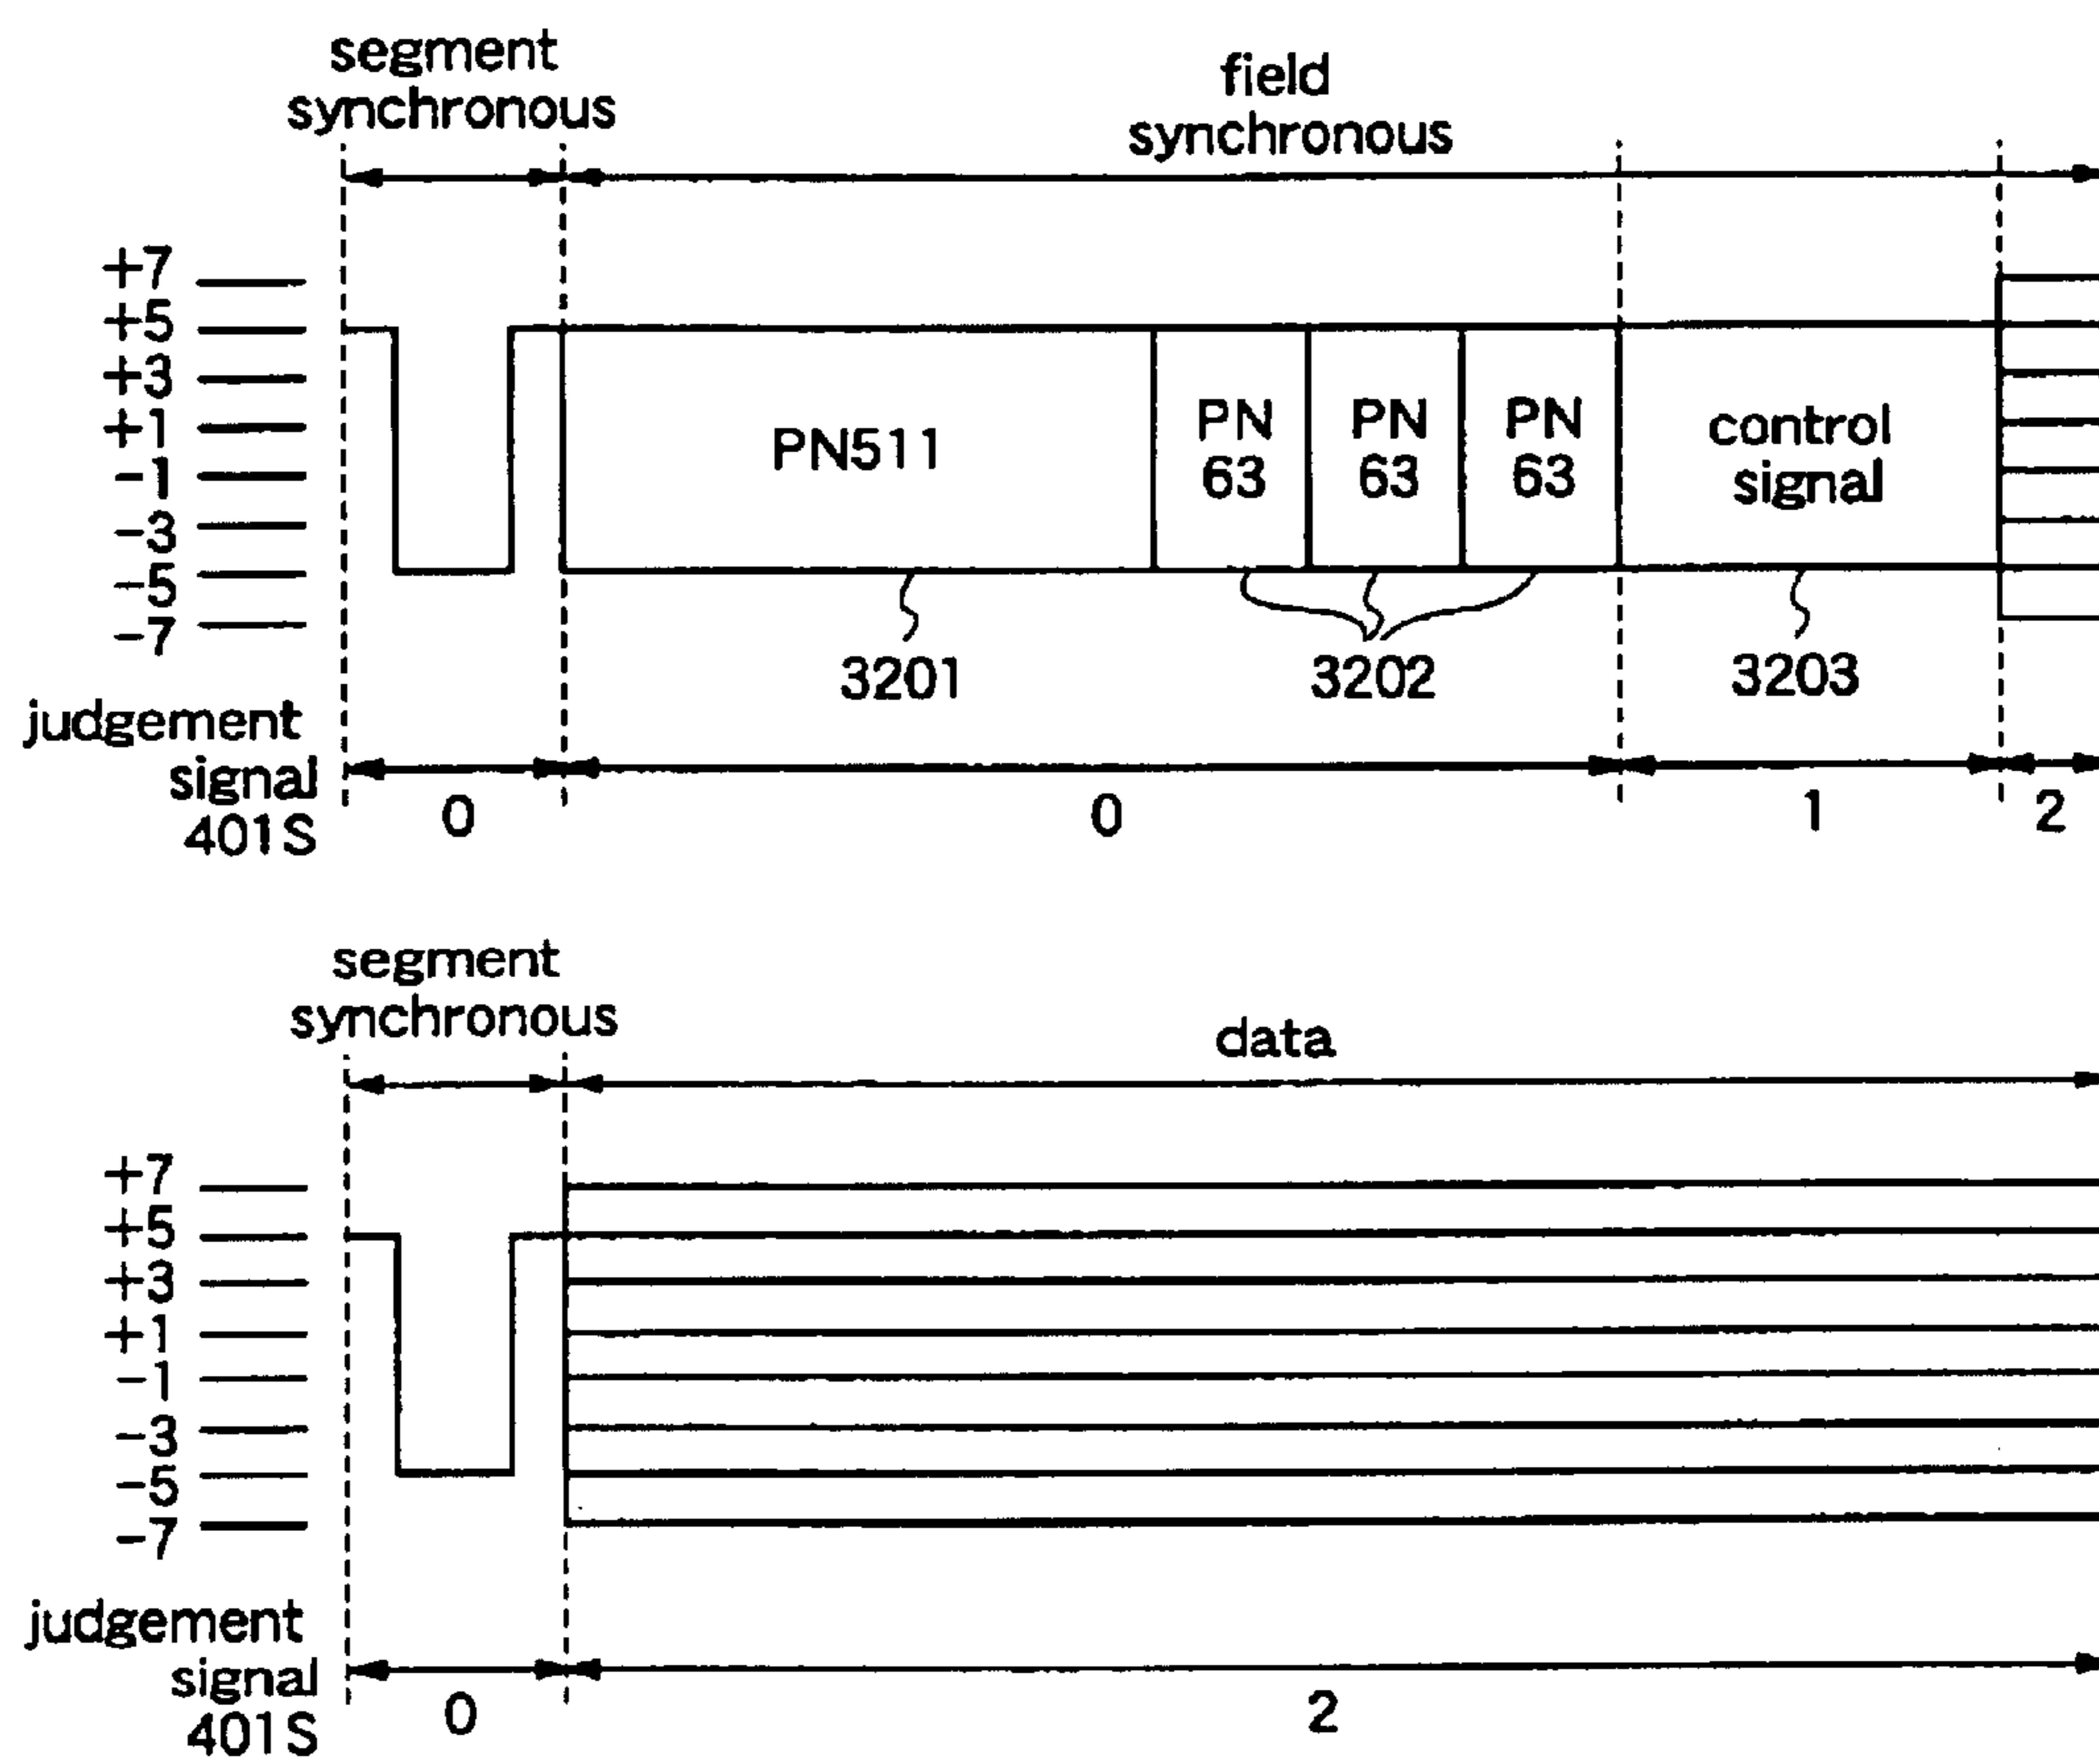 segment
synchronous
field
synchronous
+7
+5
+3
+1
-1
-3
-5
-7
PN511
PN
63
PN
63
PN
63
control
signal
3201
3202
3203
judgement
signal
401S
0
0
1
2
segment
synchronous
data
+7
+5
+3
+1
-1
-3
-5
-7
judgement
signal
401S
0
2